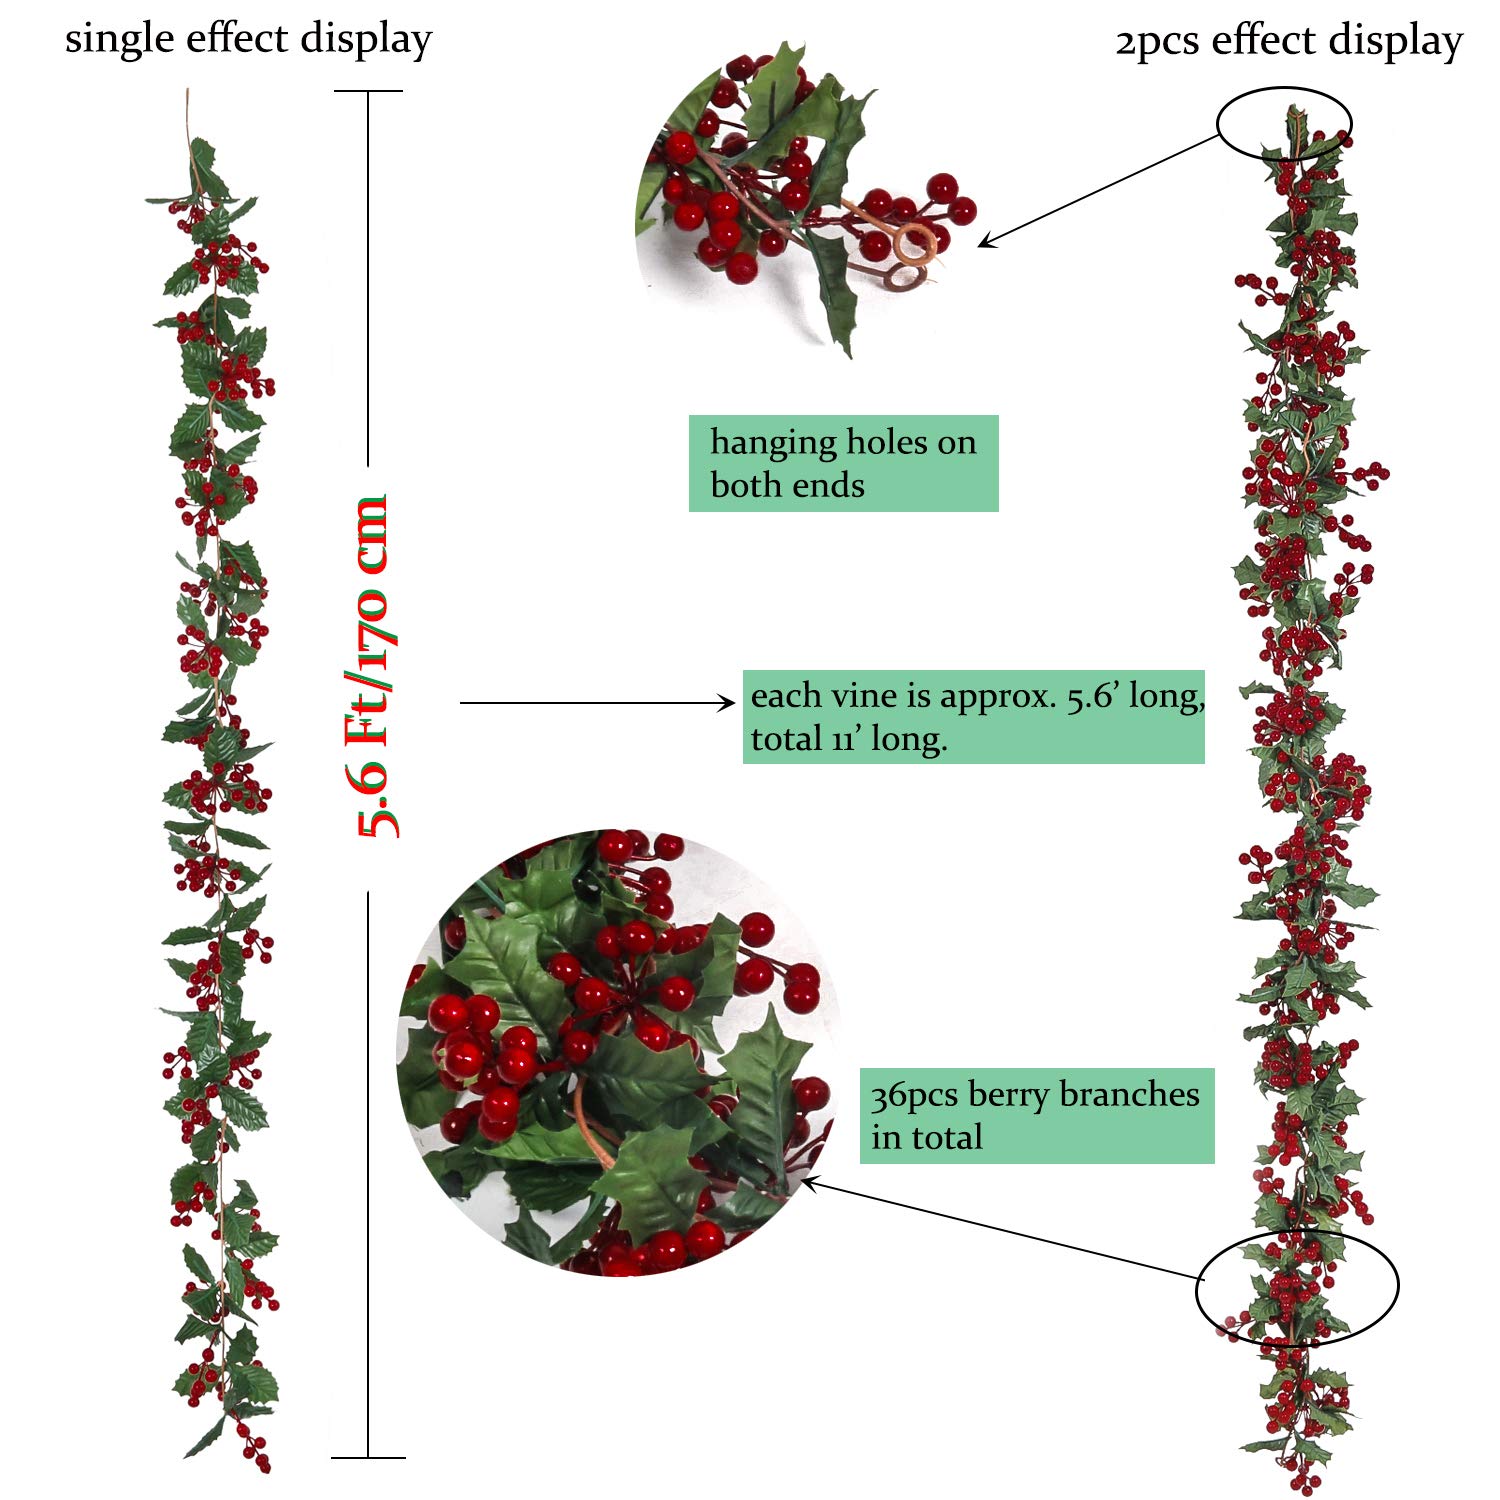 single effect display
2pcs effect display
hanging holes on
both ends
5.6 Ft/170 cm
each vine is approx. 5.6’ long,
total 11’ long.
36pcs berry branches
in total